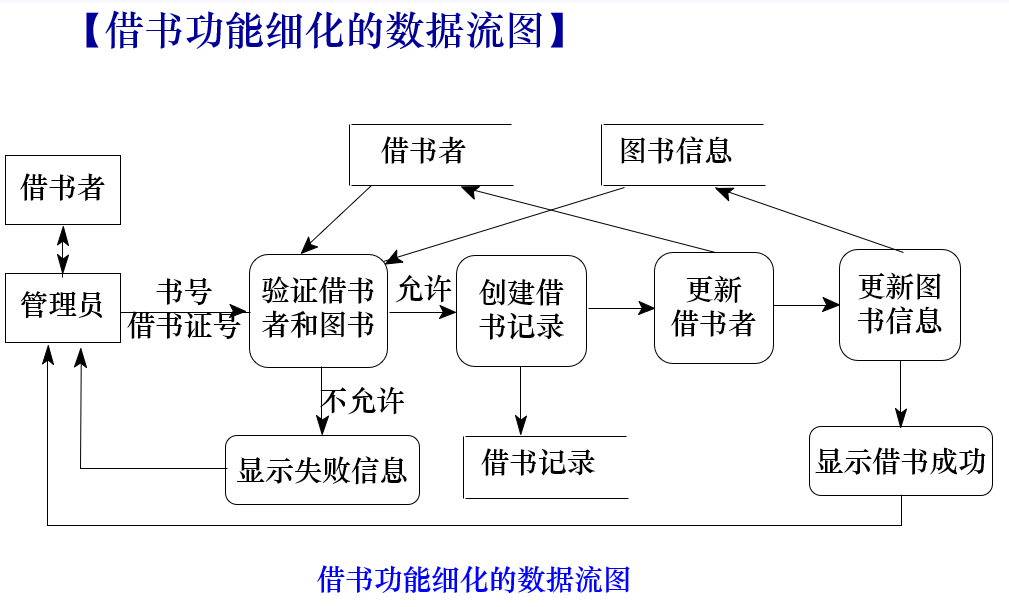 【借书功能细化的数据流图】
借书者
图书信息
借书者
管理员
书号
借书证号
验证借书
者和图书
允许
创建借
书记录
更新
借书者
更新图
书信息
不允许
显示失败信息
借书记录
显示借书成功
借书功能细化的数据流图